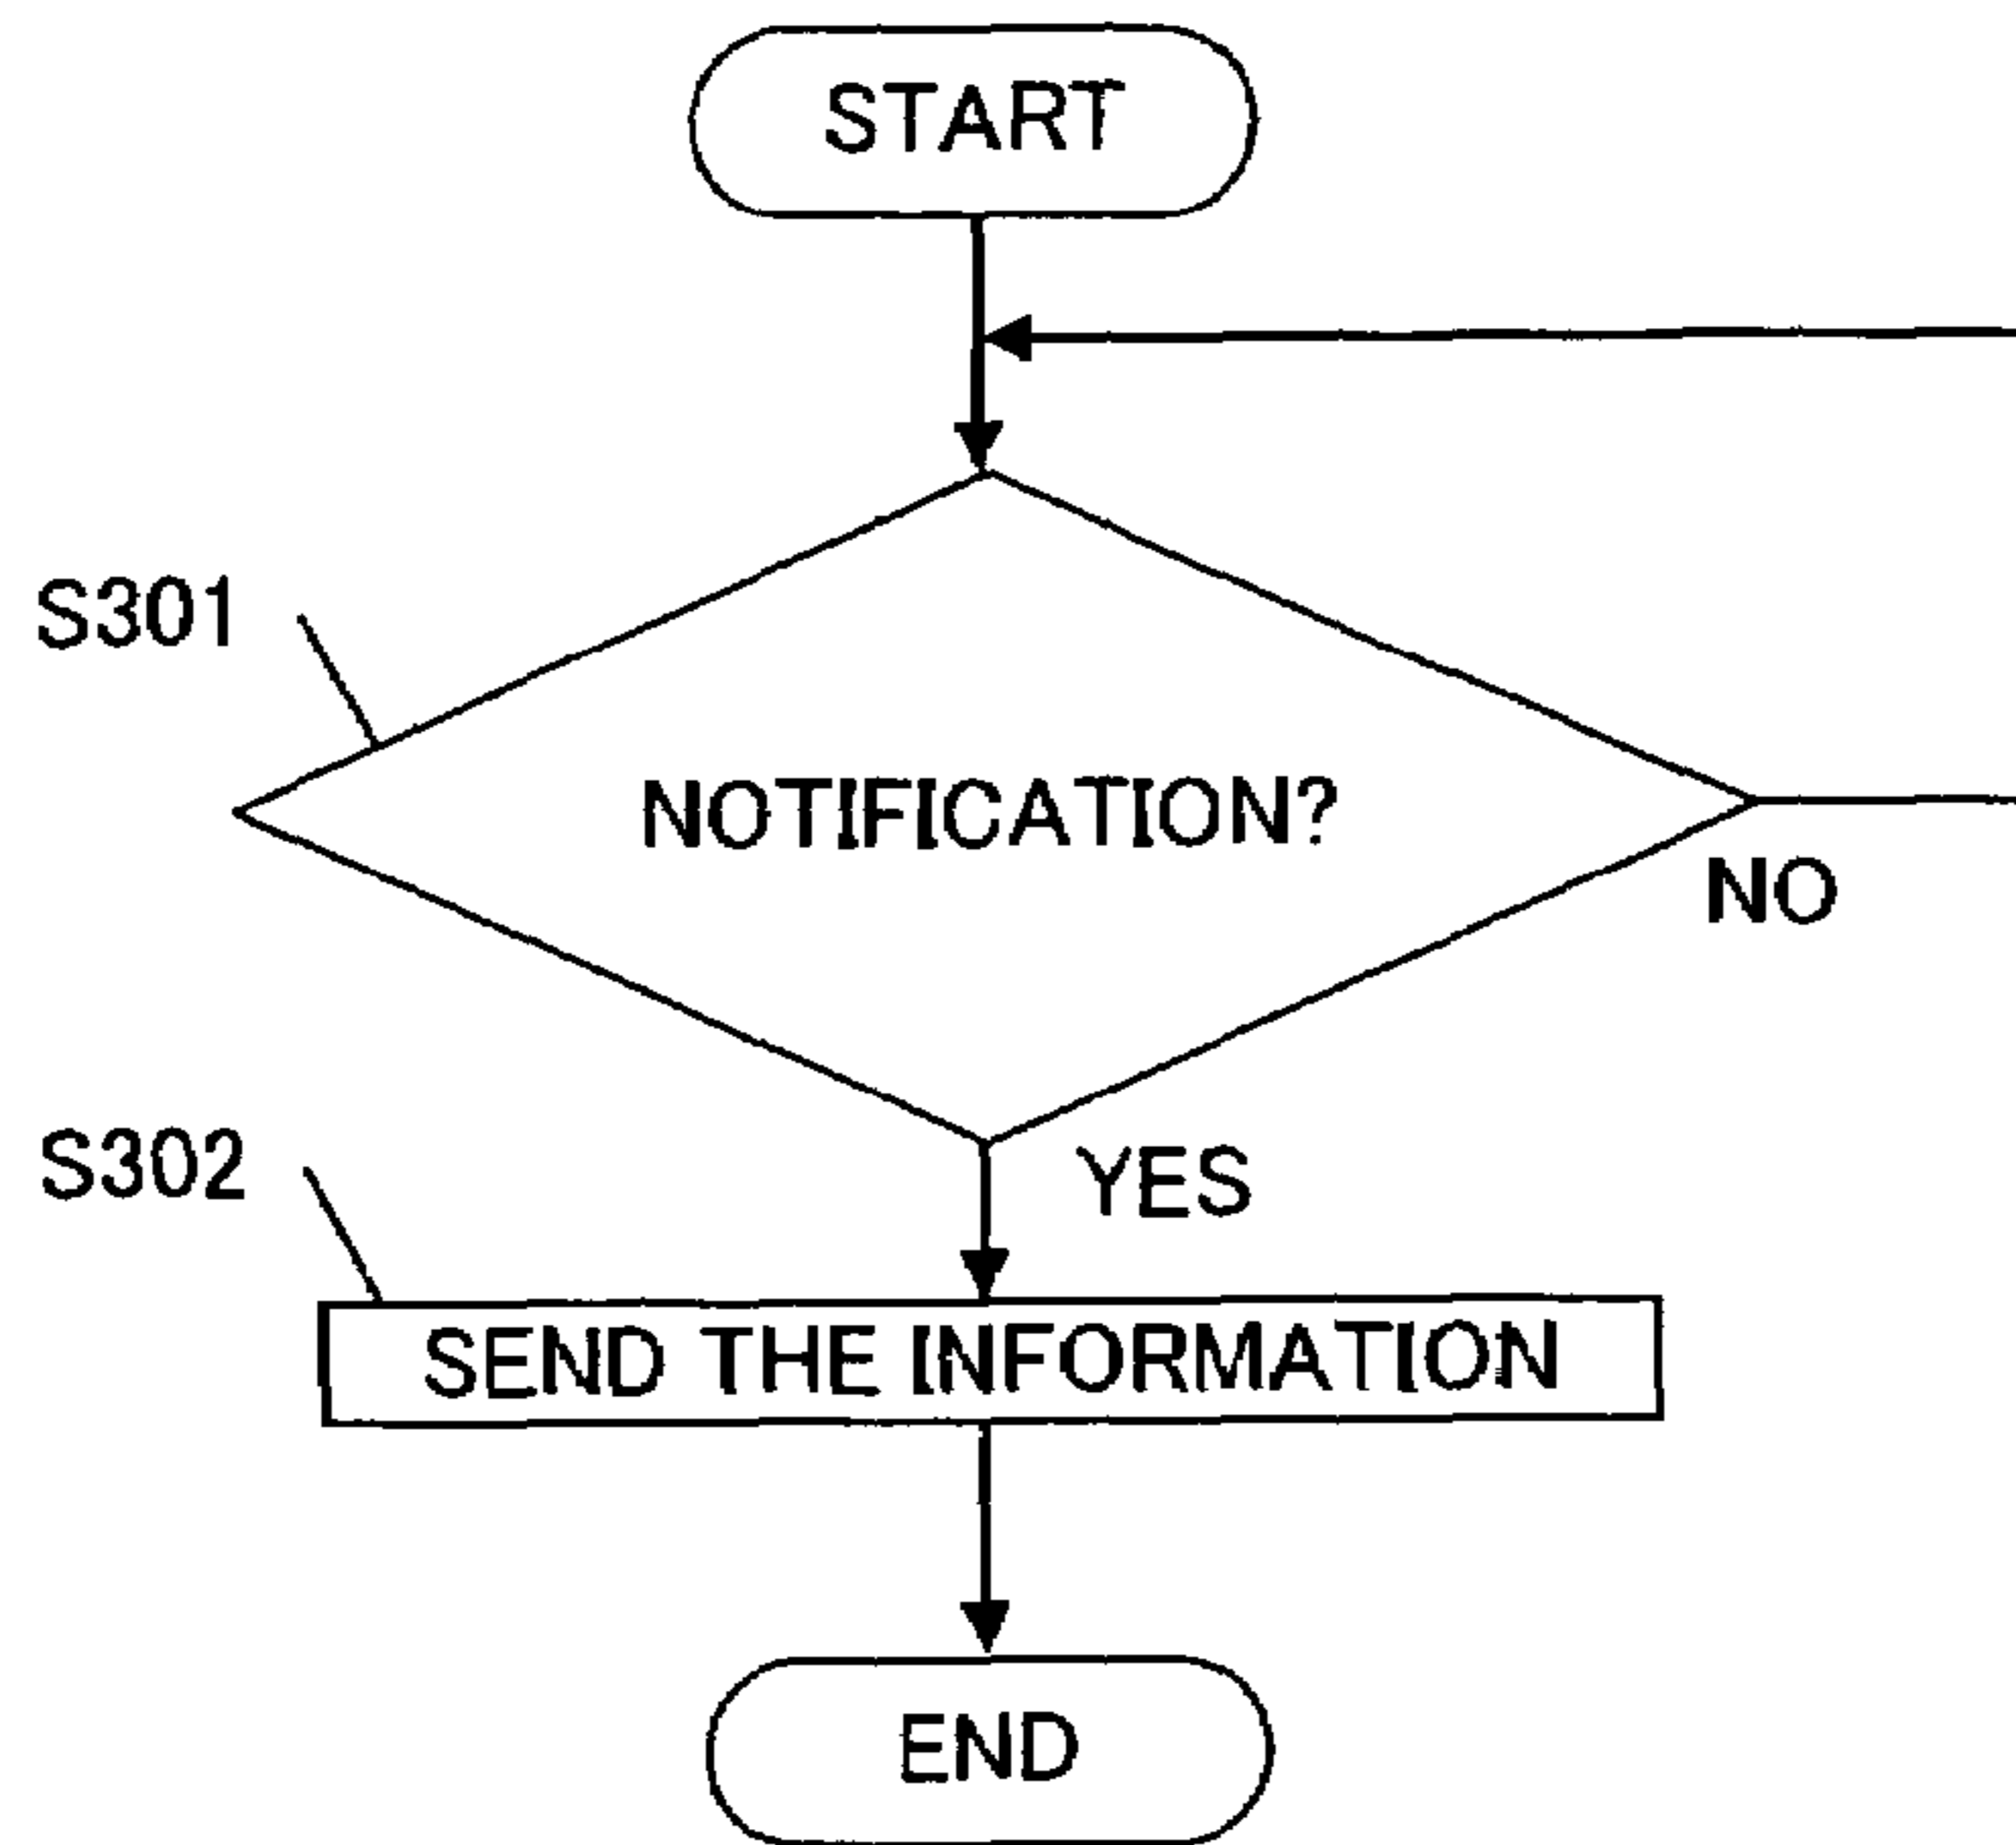 START
S301
NOTIFICATION?
NO
S302
YES
SEND THE INFORMATION
END